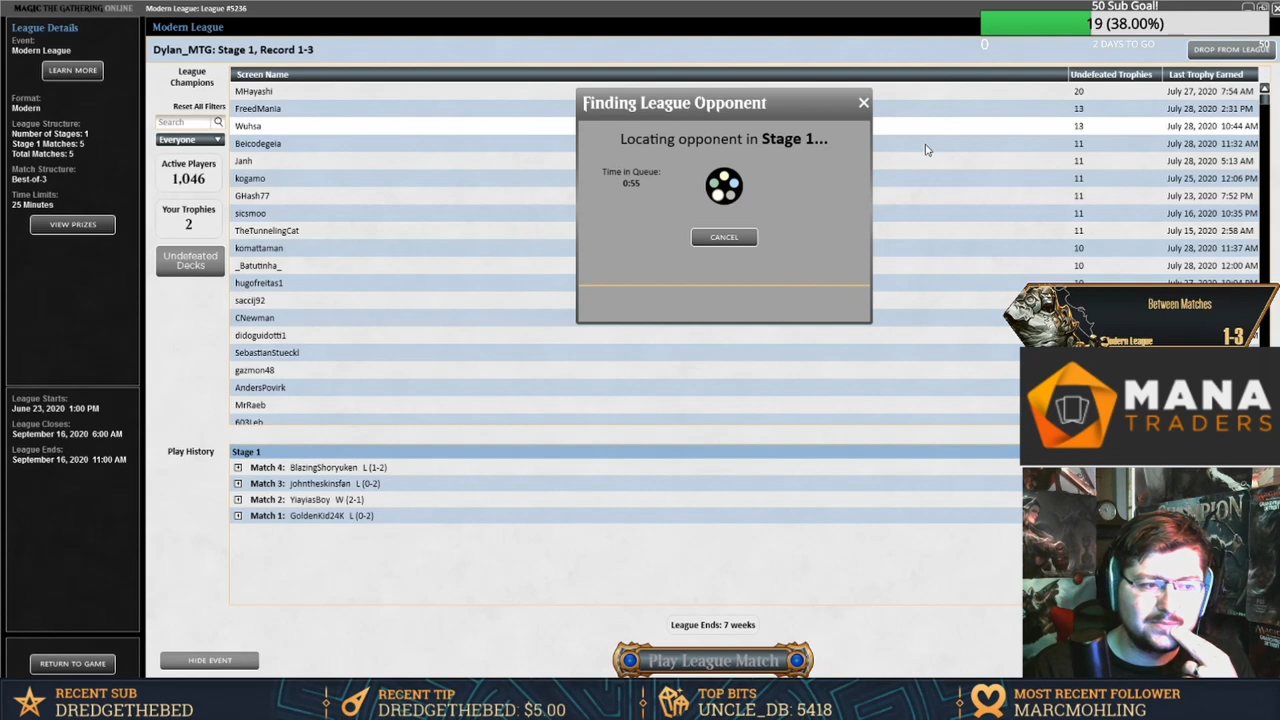 MAGIC THE GATHERING ONLINE
Modern League: League #5236
50 Sub Goal!
19 (38.00%)
0
2 DAYS TO GO
50
League Details
Event:
Modern League
LEARN MORE
Format:
Modern
League Structure:
Number of Stages: 1
Stage 1 Matches: 5
Total Matches: 5
Match Structure:
Best-of-3
Time Limits:
25 Minutes
VIEW PRIZES
League Starts:
June 23, 2020 1:00 PM
League Closes:
September 16, 2020 6:00 AM
League Ends:
September 16, 2020 11:00 AM
RETURN TO GAME
Modern League
Dylan_MTG: Stage 1, Record 1-3
DROP FROM LEAGUE
League Champions
Reset All Filters
Search
Everyone
Active Players
1,046
Your Trophies
2
Undefeated Decks
Screen Name Undefeated Trophies Last Trophy Earned
MHayashi 20 July 27, 2020 7:54 AM
FreedMania 13 July 28, 2020 2:31 PM
Wuhsa 13 July 28, 2020 10:44 AM
Beicodegeia 11 July 28, 2020 11:32 AM
Janh 11 July 28, 2020 5:13 AM
kogamo 11 July 25, 2020 12:06 PM
GHash77 11 July 23, 2020 7:52 PM
sicsmoo 11 July 16, 2020 10:35 PM
TheTunnelingCat 11 July 15, 2020 2:58 AM
komattaman 10 July 28, 2020 11:37 AM
_Batutinha_ 10 July 28, 2020 12:00 AM
hugofreitas1
saccij92
CNewman
didoguidotti1
SebastianStueckl
gazmon48
AndersPovirk
MrRaeb
603Leh
Finding League Opponent
Locating opponent in Stage 1...
Time in Queue:
0:55
CANCEL
Between Matches
Modern League
1-3
MANA
TRADERS
Play History
Stage 1
Match 4: BlazingShoryuken L (1-2)
Match 3: johntheskinsfan L (0-2)
Match 2: YiayiasBoy W (2-1)
Match 1: GoldenKid24K L (0-2)
League Ends: 7 weeks
HIDE EVENT
Play League Match
RECENT SUB
DREDGETHEBED
RECENT TIP
DREDGETHEBED: $5.00
TOP BITS
UNCLE_DB: 5418
MOST RECENT FOLLOWER
MARCMOHLING